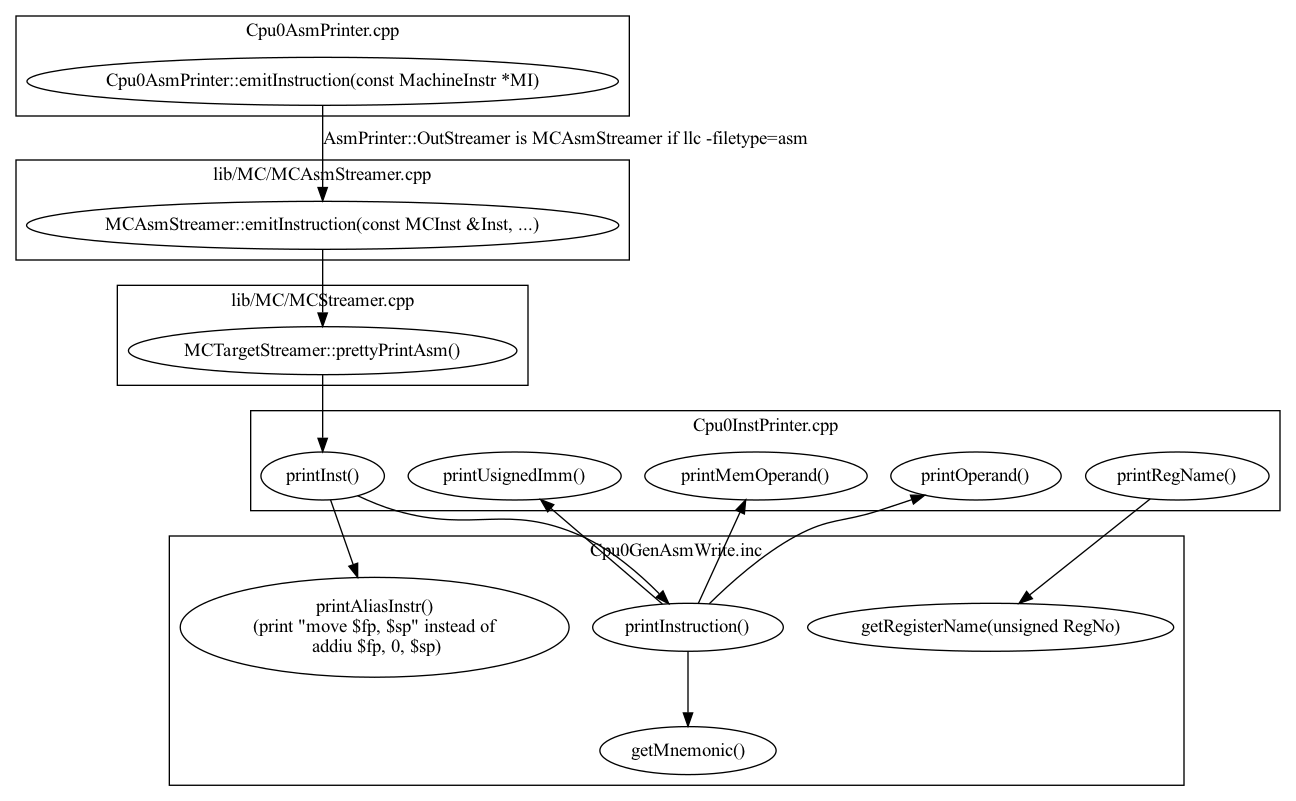 Cpu0AsmPrinter.cpp
Cpu0AsmPrinter::emitInstruction(const MachineInstr *MI)
AsmPrinter::OutStreamer is MCAsmStreamer if llc -filetype=asm
lib/MC/MCAsmStreamer.cpp
MCAsmStreamer::emitInstruction(const MCInst &Inst, ...)
lib/MC/MCStreamer.cpp
MCTargetStreamer::prettyPrintAsm()
Cpu0InstPrinter.cpp
printInst()
printUsignedImm()
printMemOperand()
printOperand()
printRegName()
Cpu0GenAsmWrite.inc
printAliasInstr()
(print "move $fp, $sp" instead of
addiu $fp, 0, $sp)
printInstruction()
getRegisterName(unsigned RegNo)
getMnemonic()